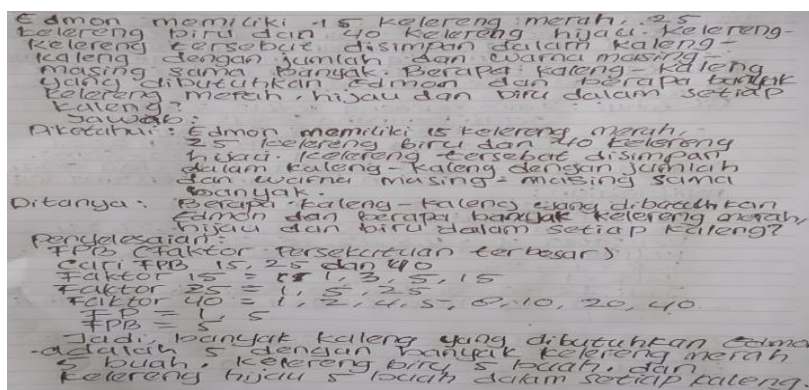 Edmon memiliki 15 kelereng merah, 25
kelereng biru dan 40 kelereng hijau. kelereng-
kelereng tersebut disimpan dalam kaleng-
kaleng dengan jumlah dan warna masing-
masing sama banyak. Berapa kaleng-kaleng
yang dibutuhkan Edmon dan berapa banyak
kelereng merah, hijau dan biru dalam setiap
kaleng?
Jawab:
Diketahui: Edmon memiliki 15 kelereng merah,
25 kelereng biru dan 40 kelereng
hijau. kelereng tersebut disimpan
dalam kaleng-kaleng dengan jumlah
dan warna masing-masing sama
banyak.
Ditanya: Berapa kaleng-kaleng yang dibutuhkan
Edmon dan berapa banyak kelereng merah,
hijau dan biru dalam setiap kaleng?
Penyelesaian:
FPB (Faktor Persekutuan terbesar)
Cari FPB 15, 25 dan 40
Faktor 15 = 1, 3, 5, 15
Faktor 25 = 1, 5, 25
Faktor 40 = 1, 2, 4, 5, 8, 10, 20, 40
FP = 1, 5
FPB = 5
Jadi, banyak kaleng yang dibutuhkan Edmo
adalah 5 dengan banyak kelereng merah
5 buah, kelereng biru 5 buah, dan
kelereng hijau 5 buah dalam setiap kaleng